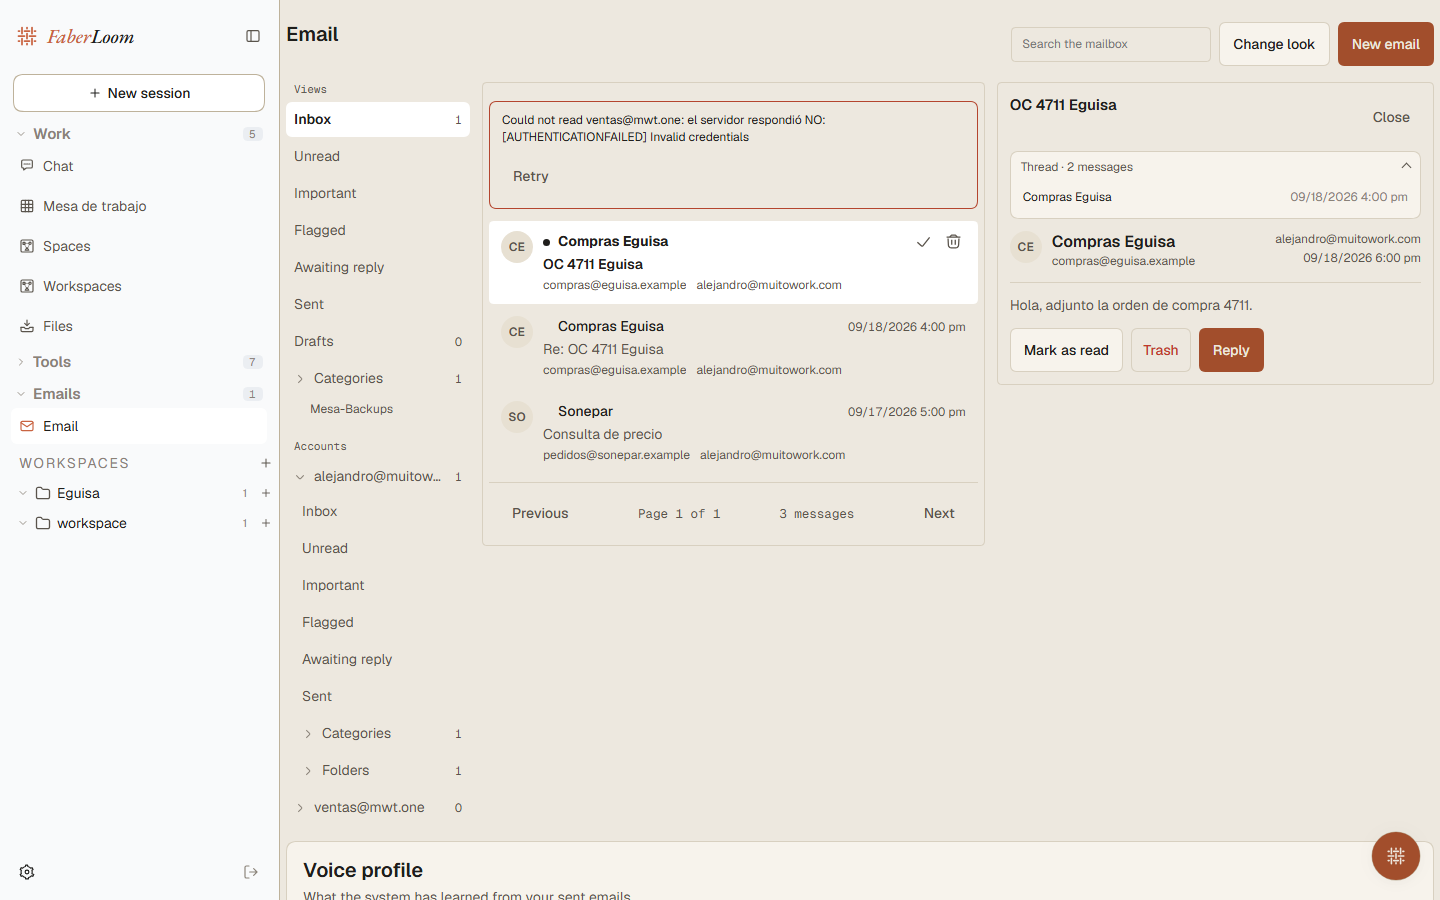 FaberLoom
New session
Work 5
Chat
Mesa de trabajo
Spaces
Workspaces
Files
Tools 7
Emails 1
Email
WORKSPACES
Eguisa 1
workspace 1
Email
Search the mailbox
Change look
New email
Views
Inbox 1
Unread
Important
Flagged
Awaiting reply
Sent
Drafts 0
Categories 1
Mesa-Backups
Accounts
alejandro@muitow... 1
Inbox
Unread
Important
Flagged
Awaiting reply
Sent
Categories 1
Folders 1
ventas@mwt.one 0
Could not read ventas@mwt.one: el servidor respondió NO:
[AUTHENTICATIONFAILED] Invalid credentials
Retry
CE Compras Eguisa
OC 4711 Eguisa
compras@eguisa.example alejandro@muitowork.com
CE Compras Eguisa 09/18/2026 4:00 pm
Re: OC 4711 Eguisa
compras@eguisa.example alejandro@muitowork.com
SO Sonepar 09/17/2026 5:00 pm
Consulta de precio
pedidos@sonepar.example alejandro@muitowork.com
Previous Page 1 of 1 3 messages Next
OC 4711 Eguisa
Close
Thread · 2 messages
Compras Eguisa 09/18/2026 4:00 pm
CE Compras Eguisa alejandro@muitowork.com
compras@eguisa.example 09/18/2026 6:00 pm
Hola, adjunto la orden de compra 4711.
Mark as read Trash Reply
Voice profile
What the system has learned from your sent emails